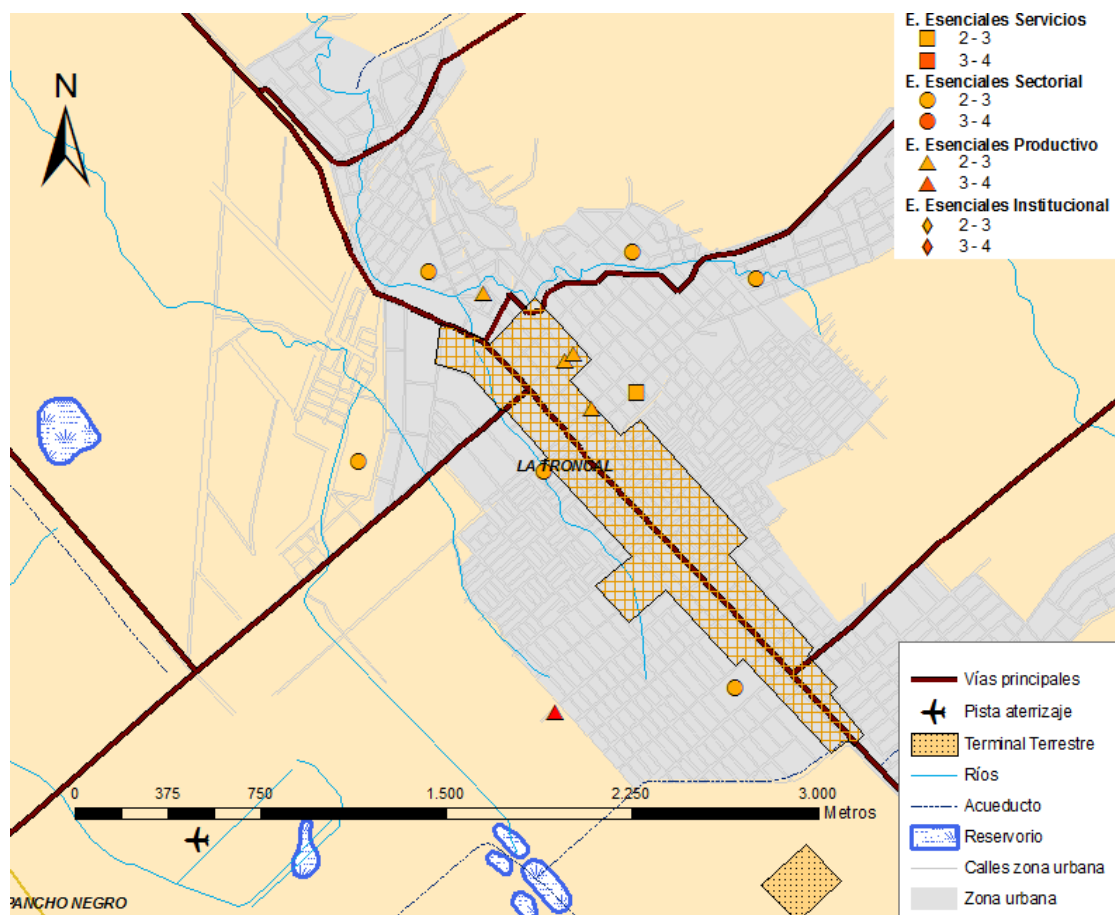 E. Esenciales Servicios
2 - 3
3 - 4
E. Esenciales Sectorial
2 - 3
3 - 4
E. Esenciales Productivo
2 - 3
3 - 4
E. Esenciales Institucional
2 - 3
3 - 4
N
LA TRONCAL
Vías principales
Pista aterrizaje
Terminal Terrestre
Ríos
Acueducto
Reservorio
Calles zona urbana
Zona urbana
0 375 750 1.500 2.250 3.000
Metros
PANCHO NEGRO